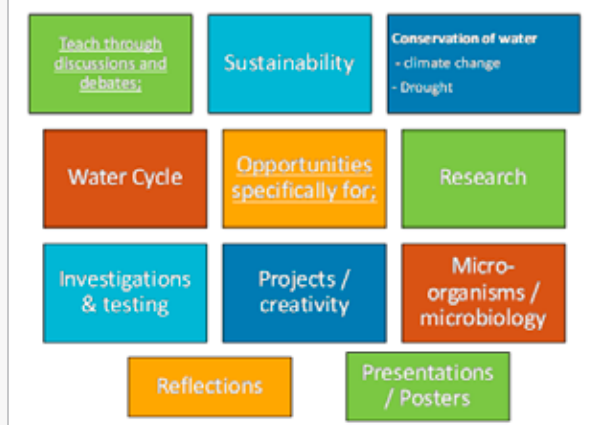 Teach through
discussions and
debates;
Sustainability
Conservation of water
- climate change
- Drought
Water Cycle
Opportunities
specifically for;
Research
Investigations
& testing
Projects /
creativity
Micro-
organisms /
microbiology
Reflections
Presentations
/ Posters